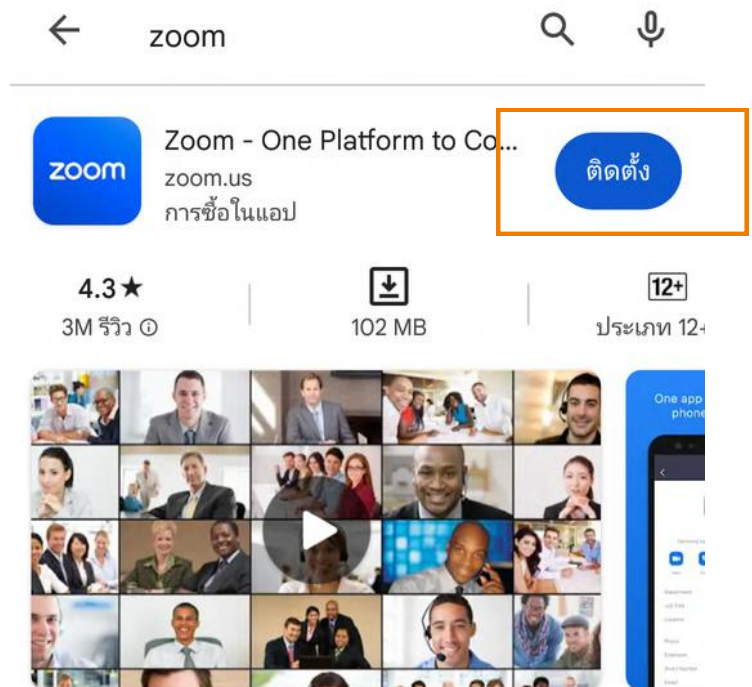 zoom
zoom
Zoom - One Platform to Co...
zoom.us
การซื้อในแอป
ติดตั้ง
4.3★
3M รีวิว
102 MB
12+
ประเภท 12+
One app
phone